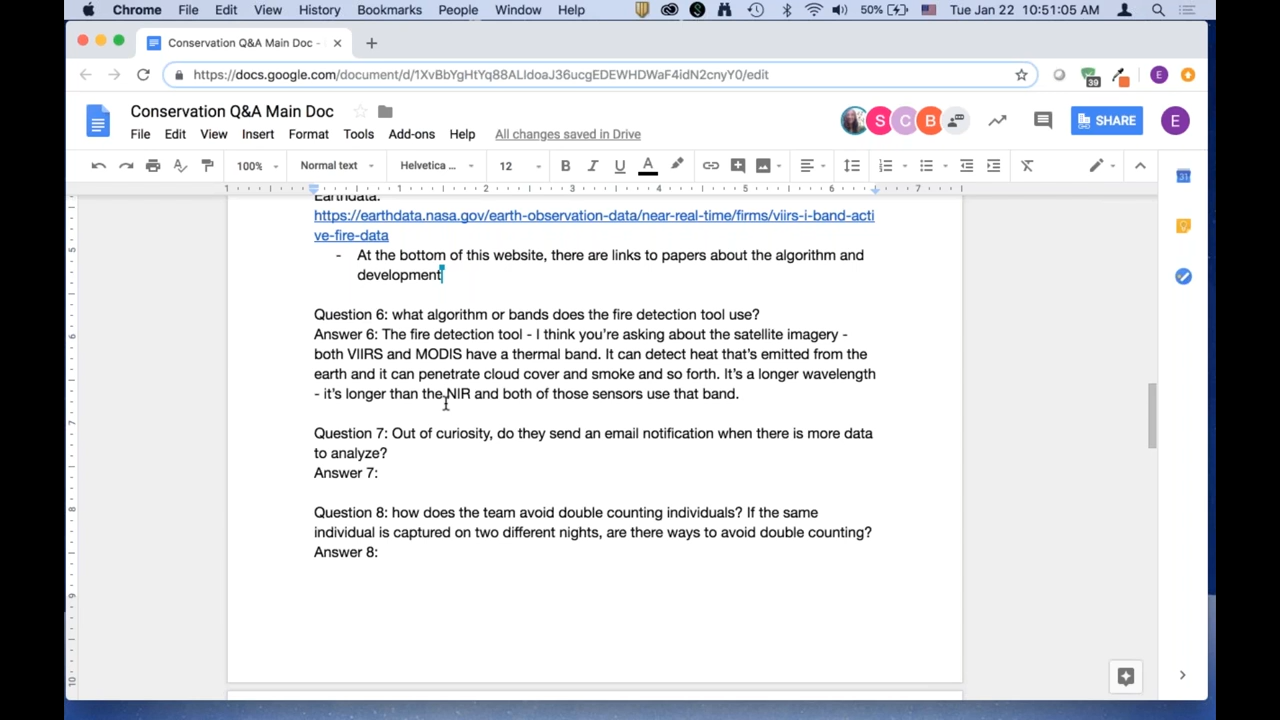 Chrome File Edit View History Bookmarks People Window Help 50% Tue Jan 22 10:51:05 AM
Conservation Q&A Main Doc -
https://docs.google.com/document/d/1XvBbYgHtYq88ALIdoaJ36ucgEDEWHDWaF4idN2cnyY0/edit
39 E
Conservation Q&A Main Doc
S C B SHARE E
File Edit View Insert Format Tools Add-ons Help All changes saved in Drive
100% Normal text Helvetica ... 12 B I U A
1 1 2 3 4 5 6 7
Earthdata:
https://earthdata.nasa.gov/earth-observation-data/near-real-time/firms/viirs-i-band-acti
ve-fire-data
- At the bottom of this website, there are links to papers about the algorithm and
development
Question 6: what algorithm or bands does the fire detection tool use?
Answer 6: The fire detection tool - I think you're asking about the satellite imagery -
both VIIRS and MODIS have a thermal band. It can detect heat that's emitted from the
earth and it can penetrate cloud cover and smoke and so forth. It's a longer wavelength
- it's longer than the NIR and both of those sensors use that band.
Question 7: Out of curiosity, do they send an email notification when there is more data
to analyze?
Answer 7:
Question 8: how does the team avoid double counting individuals? If the same
individual is captured on two different nights, are there ways to avoid double counting?
Answer 8: